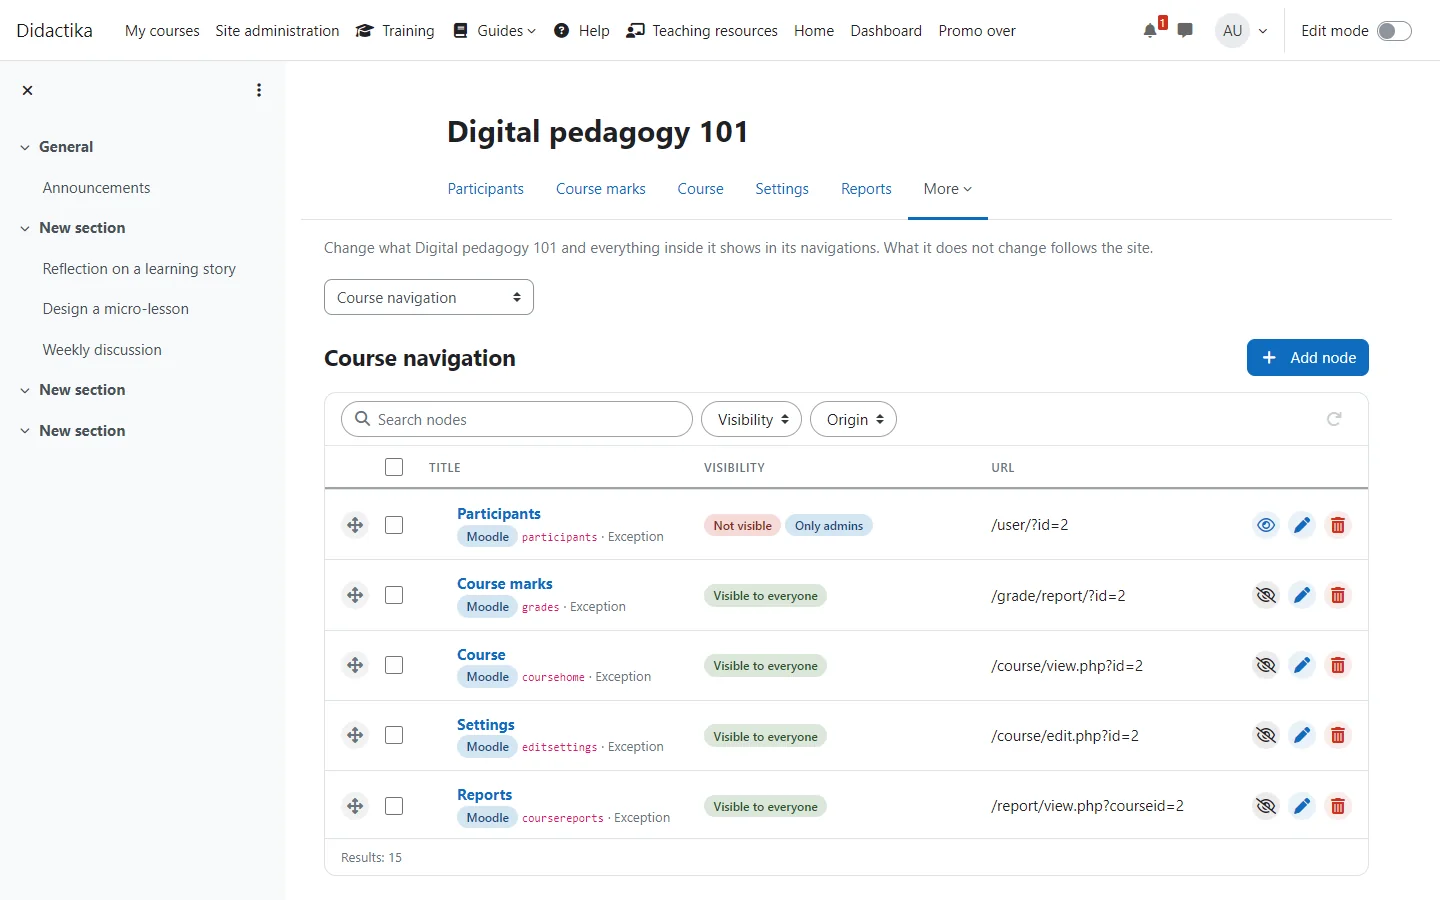 Didactika
My courses
Site administration
Training
Guides
Help
Teaching resources
Home
Dashboard
Promo over
1
AU
Edit mode
General
Announcements
New section
Reflection on a learning story
Design a micro-lesson
Weekly discussion
New section
New section
Digital pedagogy 101
Participants
Course marks
Course
Settings
Reports
More
Change what Digital pedagogy 101 and everything inside it shows in its navigations. What it does not change follows the site.
Course navigation
Course navigation
Add node
Search nodes
Visibility
Origin
TITLE
VISIBILITY
URL
Participants
Moodle participants · Exception
Not visible
Only admins
/user/?id=2
Course marks
Moodle grades · Exception
Visible to everyone
/grade/report/?id=2
Course
Moodle coursehome · Exception
Visible to everyone
/course/view.php?id=2
Settings
Moodle editsettings · Exception
Visible to everyone
/course/edit.php?id=2
Reports
Moodle coursereports · Exception
Visible to everyone
/report/view.php?courseid=2
Results: 15